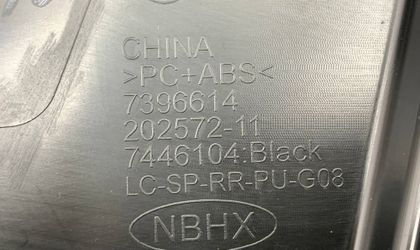 CHINA
>PC+ABS<
7396614
202572-11
7446104:Black
LC-SP-RR-PU-G08
NBHX